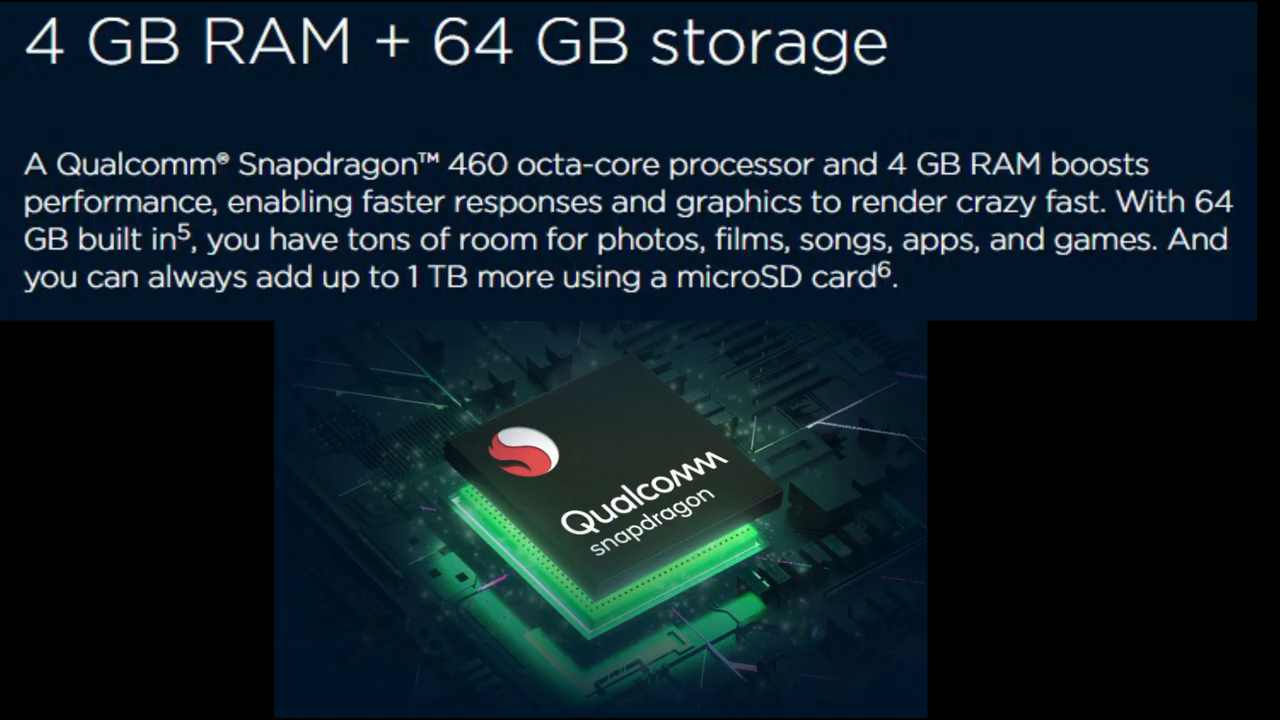 4 GB RAM + 64 GB storage
A Qualcomm® Snapdragon™ 460 octa-core processor and 4 GB RAM boosts
performance, enabling faster responses and graphics to render crazy fast. With 64
GB built in⁵, you have tons of room for photos, films, songs, apps, and games. And
you can always add up to 1 TB more using a microSD card⁶.
Qualcomm
snapdragon